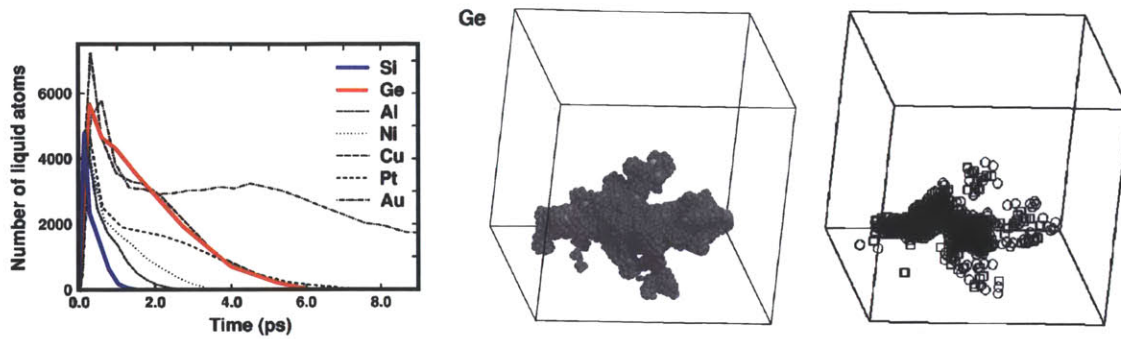 Number of liquid atoms
6000
4000
2000
0
0.0 2.0 4.0 6.0 8.0
Time (ps)
Si
Ge
Al
Ni
Cu
Pt
Au
Ge